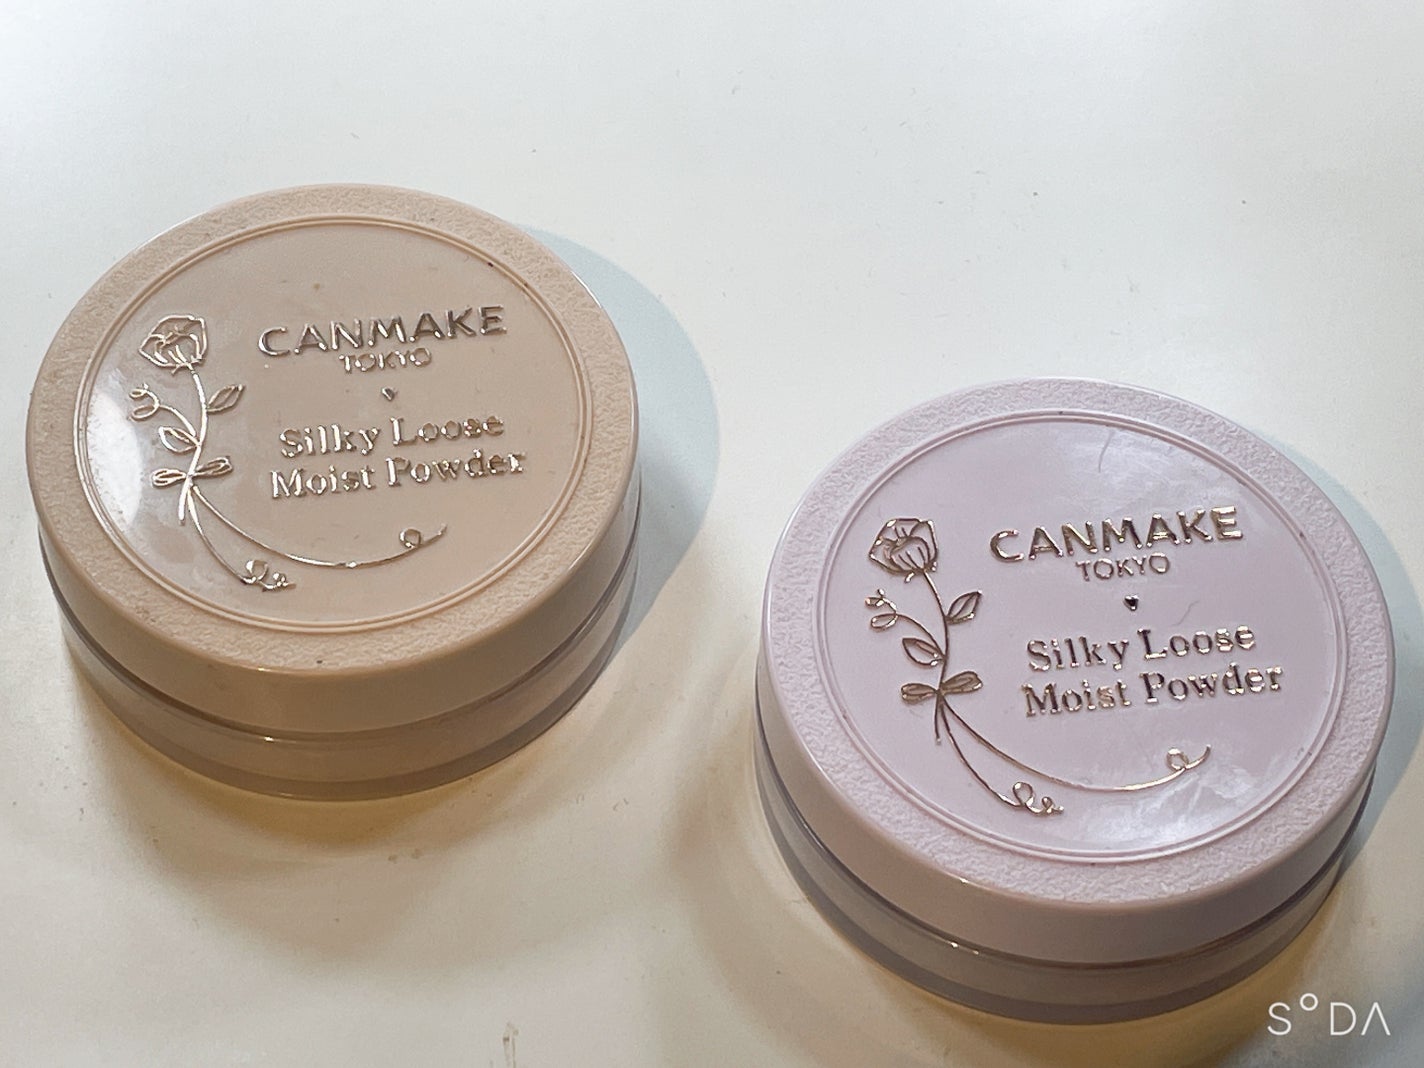 CANMAKE
TOKYO
Silky Loose
Moist Powder
CANMAKE
TOKYO
Silky Loose
Moist Powder
SODA